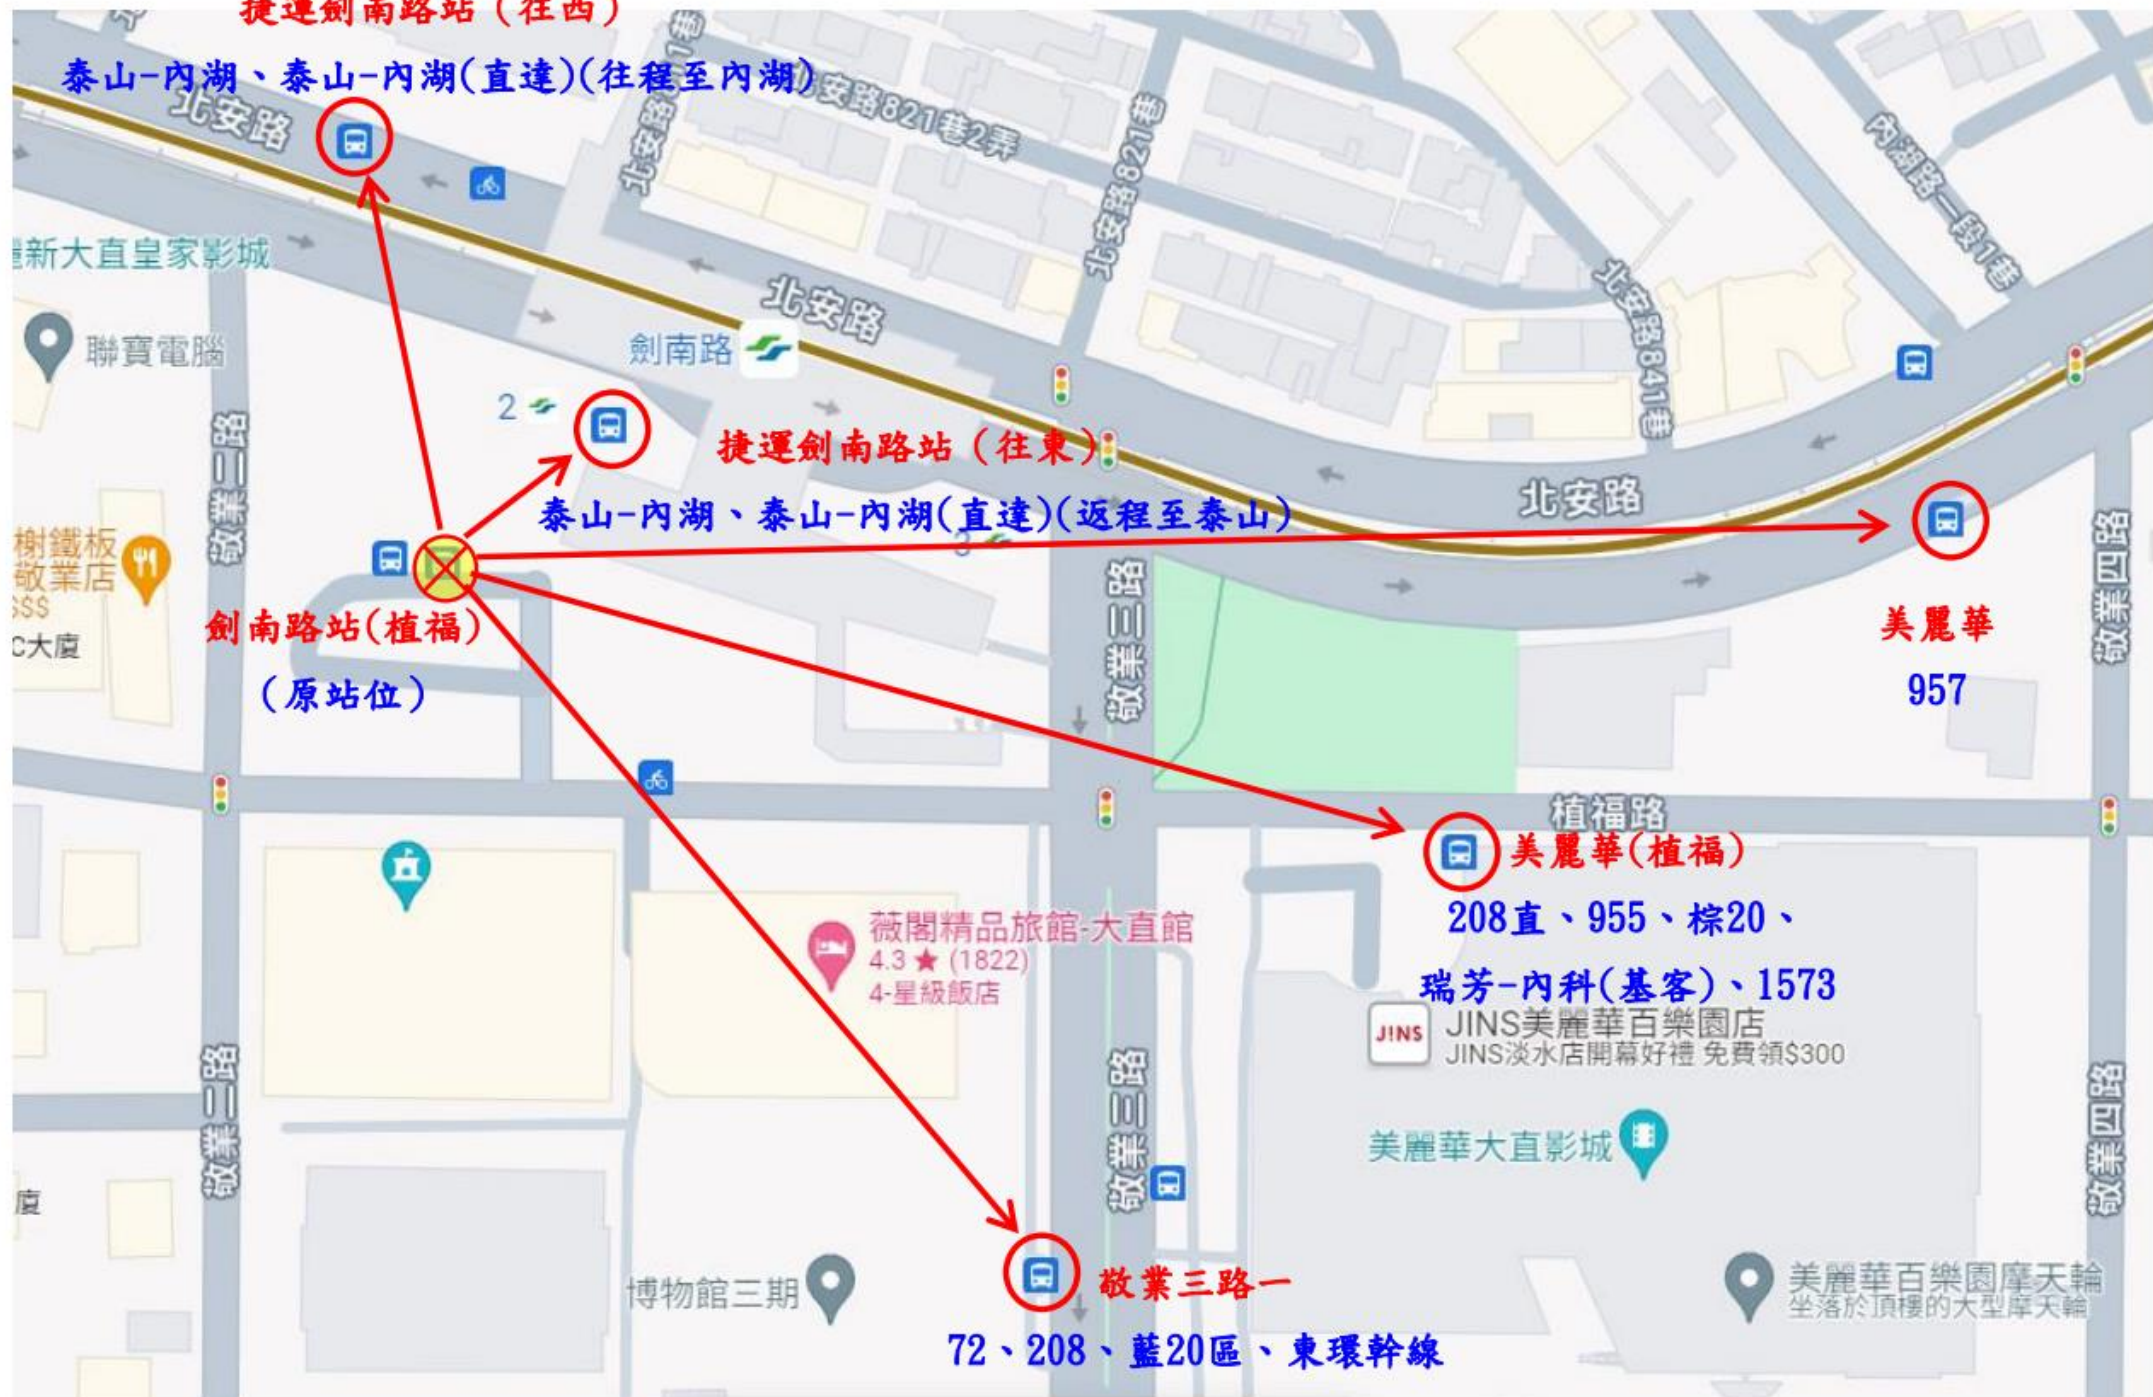 捷運劍南路站（往西）
泰山-內湖、泰山-內湖(直達)(往程至內湖)
北安路
北安路821巷2弄
北安路821巷
內湖路一段1巷
新大直皇家影城
聯寶電腦
北安路
劍南路
北安路841巷
2
捷運劍南路站（往東）
敬業二路
北安路
泰山-內湖、泰山-內湖(直達)(返程至泰山)
3
榭鐵板
敬業店
$$$
C大廈
劍南路站(植福)
（原站位）
敬業三路
美麗華
957
敬業四路
植福路
美麗華(植福)
208直、955、棕20、
瑞芳-內科(基客)、1573
薇閣精品旅館-大直館
4.3 ★ (1822)
4-星級飯店
JINS
JINS美麗華百樂園店
JINS淡水店開幕好禮 免費領$300
敬業二路
敬業三路
美麗華大直影城
敬業四路
廈
博物館三期
敬業三路一
72、208、藍20區、東環幹線
美麗華百樂園摩天輪
坐落於頂樓的大型摩天輪